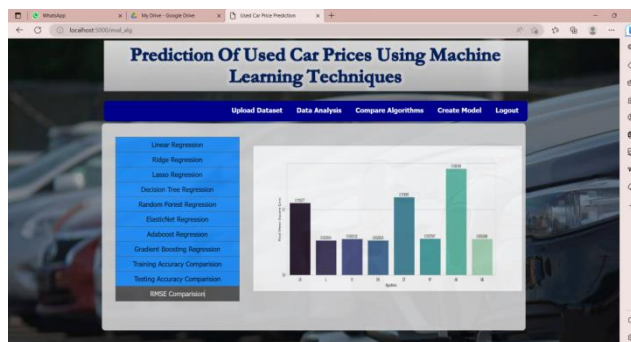 WhatsApp
My Drive - Google Drive
Used Car Price Prediction
localhost:5000/eval_alg
Prediction Of Used Car Prices Using Machine
Learning Techniques
Upload Dataset Data Analysis Compare Algorithms Create Model Logout
Linear Regression
Ridge Regression
Lasso Regression
Decision Tree Regression
Random Forest Regression
ElasticNet Regression
Adaboost Regression
Gradient Boosting Regression
Training Accuracy Comparision
Testing Accuracy Comparision
RMSE Comparision